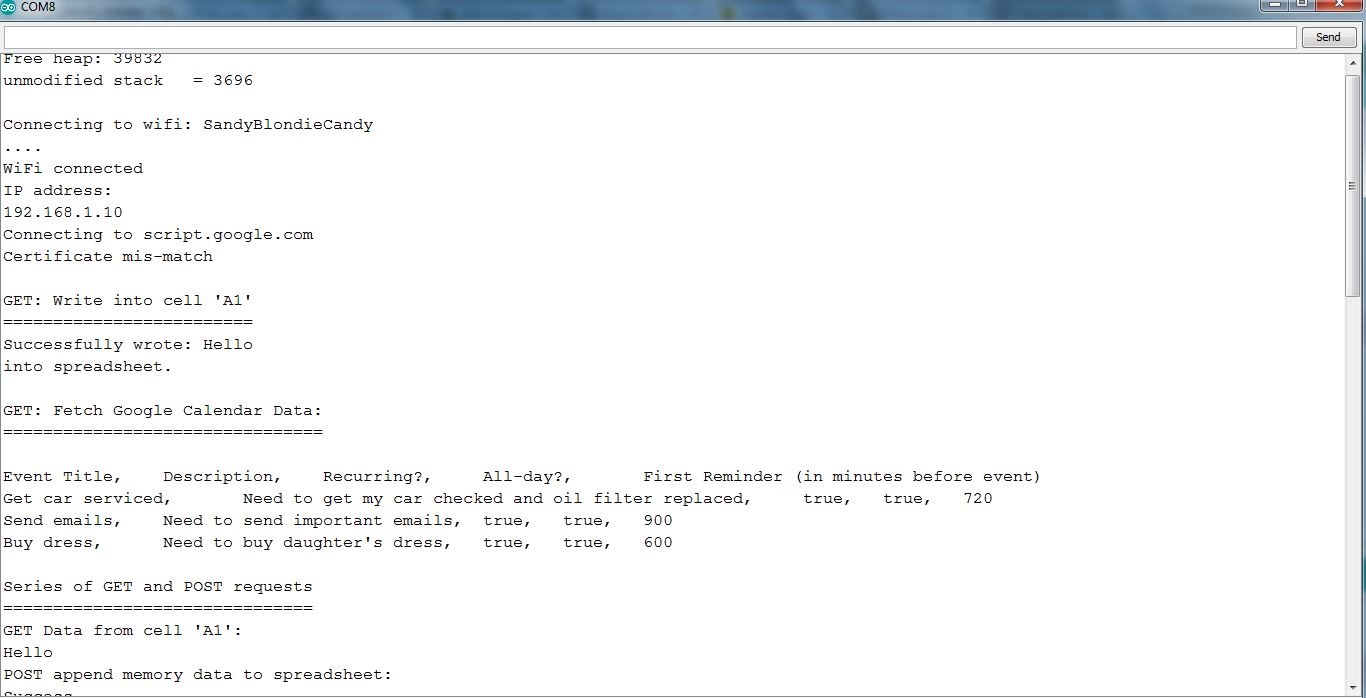 COM8
Send
Free heap: 39832
unmodified stack   = 3696
Connecting to wifi: SandyBlondieCandy
....
WiFi connected
IP address:
192.168.1.10
Connecting to script.google.com
Certificate mis-match
GET: Write into cell 'A1'
=========================
Successfully wrote: Hello
into spreadsheet.
GET: Fetch Google Calendar Data:
================================
Event Title,    Description,    Recurring?,     All-day?,       First Reminder (in minutes before event)
Get car serviced,       Need to get my car checked and oil filter replaced,     true,   true,   720
Send emails,    Need to send important emails,  true,   true,   900
Buy dress,      Need to buy daughter's dress,   true,   true,   600
Series of GET and POST requests
===============================
GET Data from cell 'A1':
Hello
POST append memory data to spreadsheet:
Success